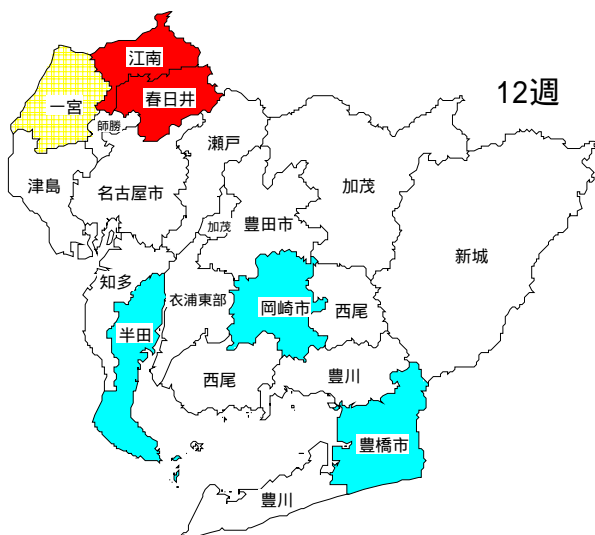 江南
12週
一宮
春日井
師勝
瀬戸
津島
名古屋市
加茂
加茂
豊田市
新城
知多
衣浦東部
岡崎市
西尾
半田
西尾
豊川
豊橋市
豊川